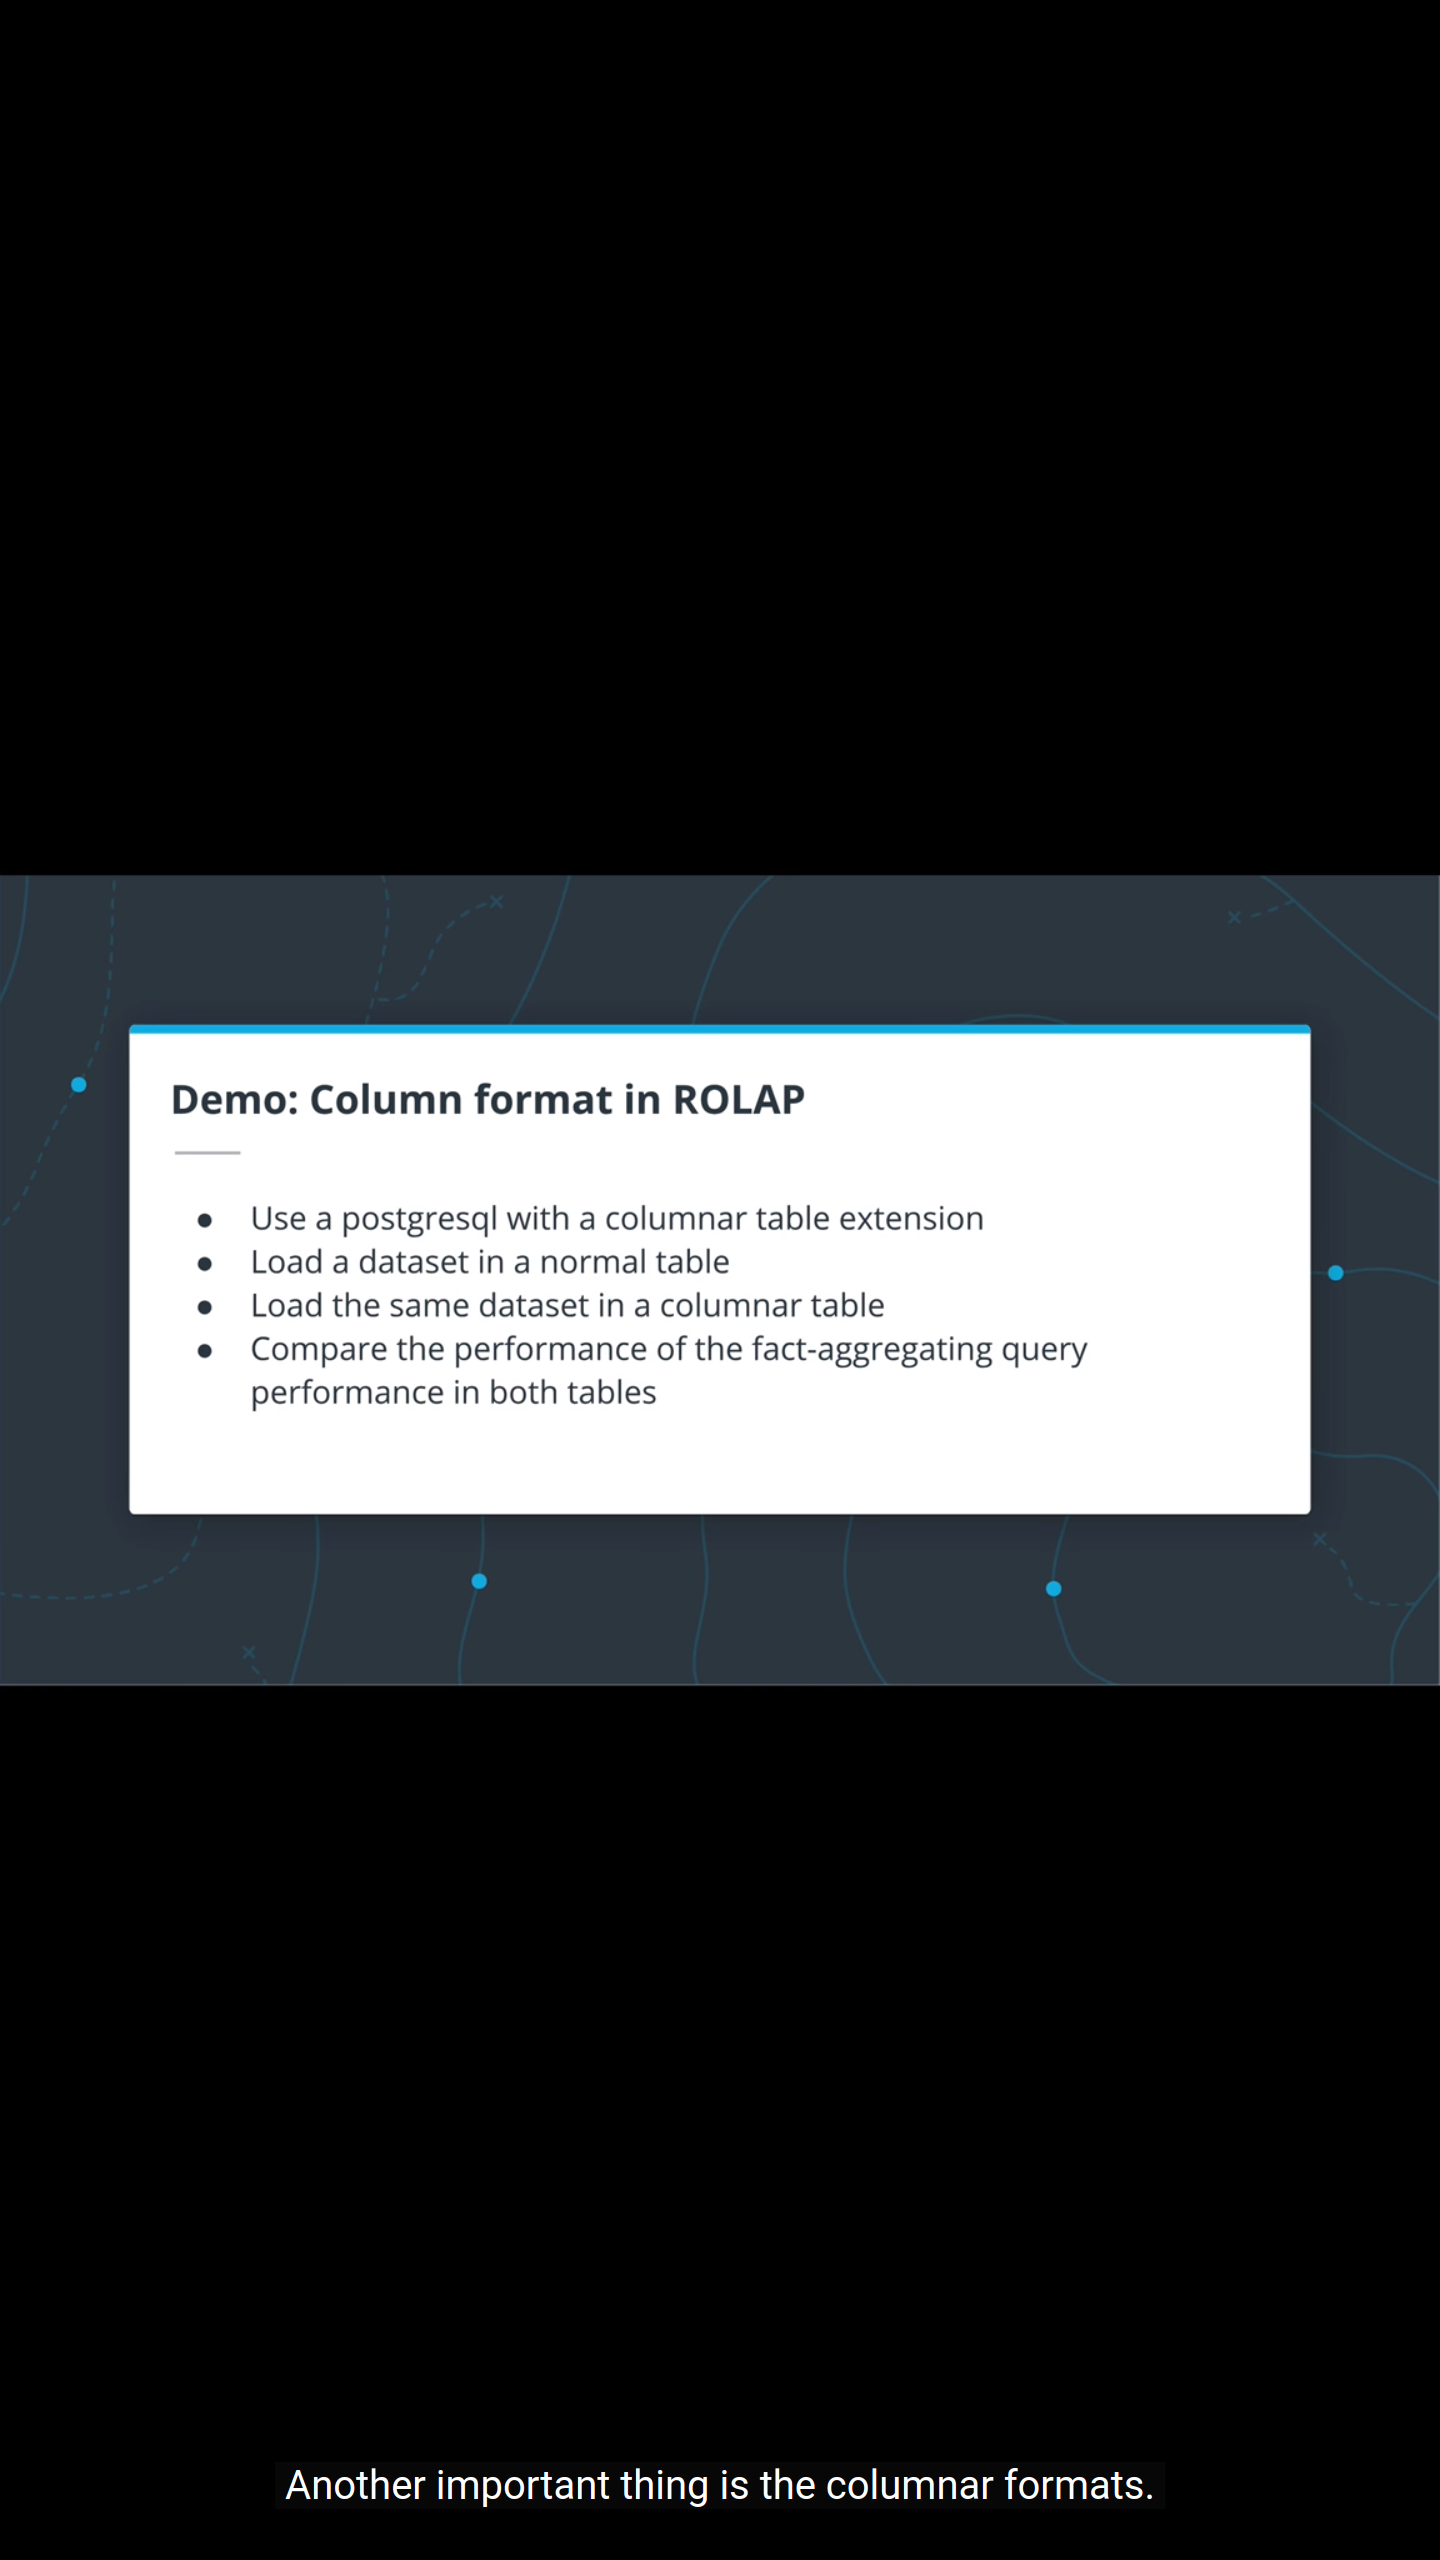 Demo: Column format in ROLAP
● Use a postgresql with a columnar table extension
● Load a dataset in a normal table
● Load the same dataset in a columnar table
● Compare the performance of the fact-aggregating query
performance in both tables
Another important thing is the columnar formats.